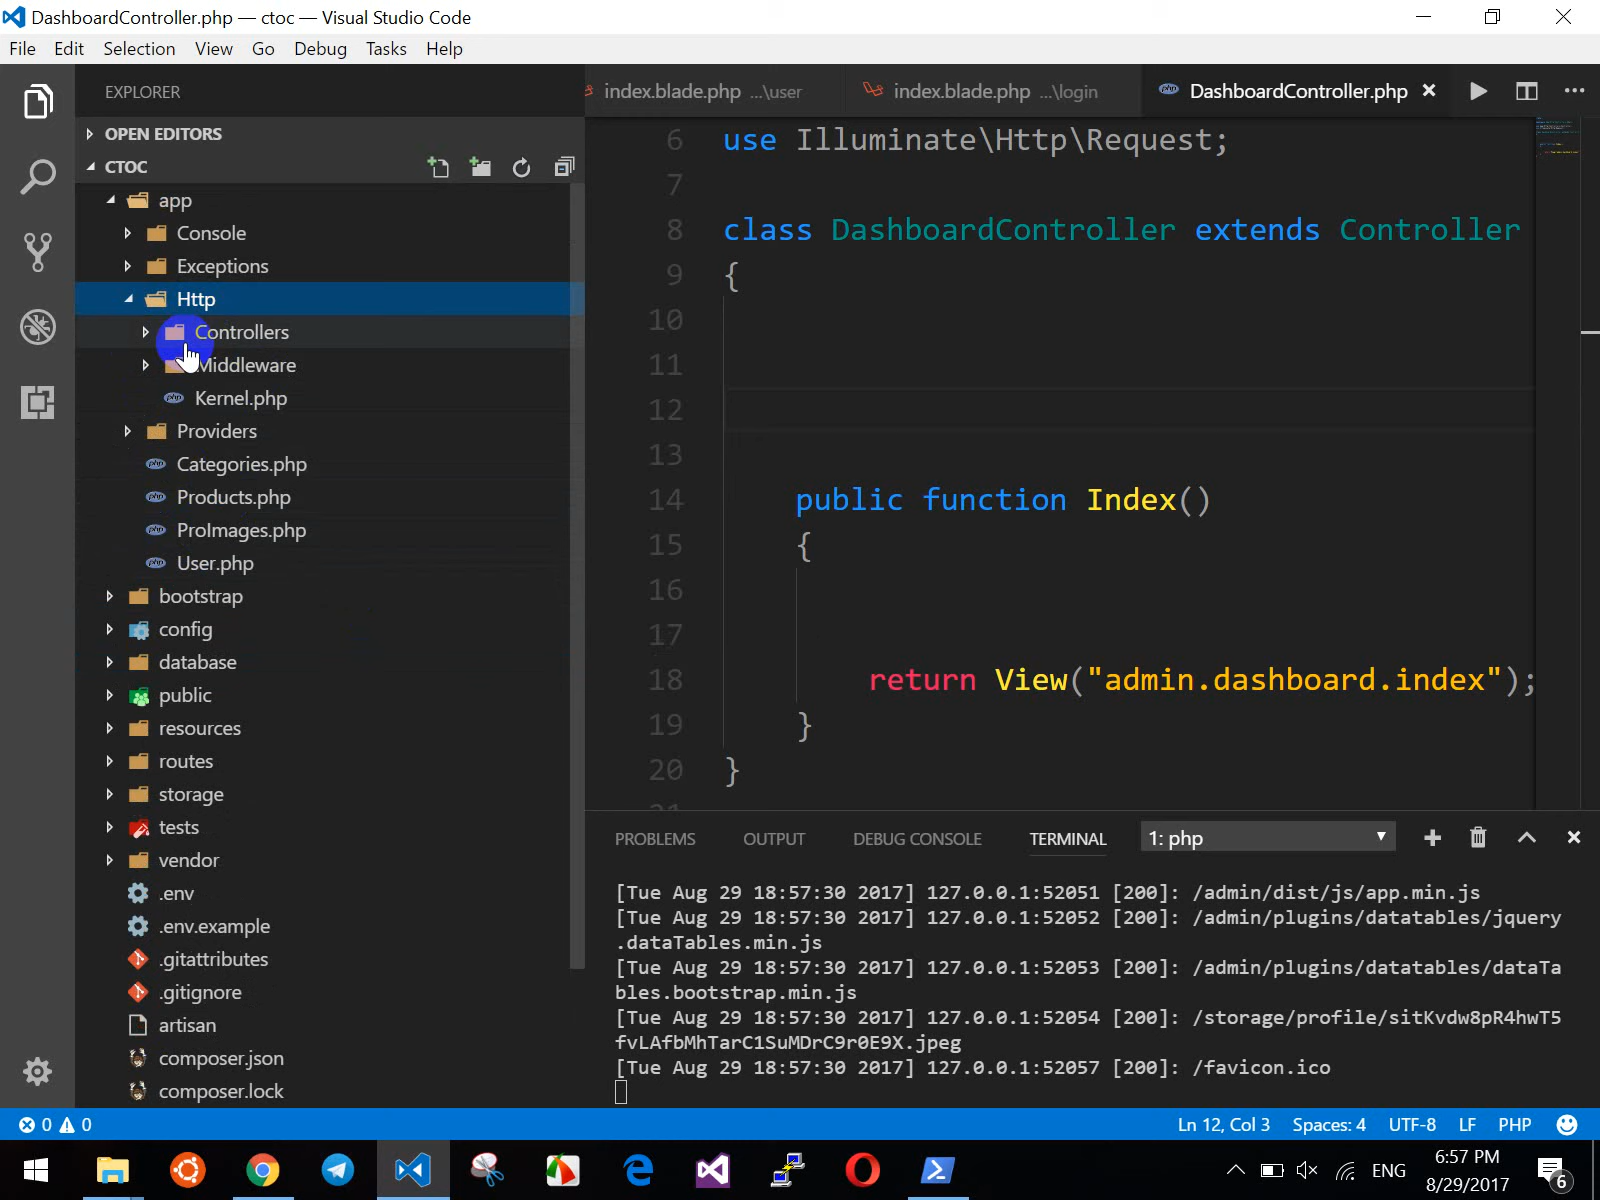 DashboardController.php — ctoc — Visual Studio Code
File Edit Selection View Go Debug Tasks Help
EXPLORER
OPEN EDITORS
CTOC
app
Console
Exceptions
Http
Controllers
Middleware
Kernel.php
Providers
Categories.php
Products.php
ProImages.php
User.php
bootstrap
config
database
public
resources
routes
storage
tests
vendor
.env
.env.example
.gitattributes
.gitignore
artisan
composer.json
composer.lock
index.blade.php ...\user index.blade.php ...\login DashboardController.php
6 use Illuminate\Http\Request;
7
8 class DashboardController extends Controller
9 {
10
11
12
13
14 public function Index()
15 {
16
17
18 return View("admin.dashboard.index");
19 }
20 }
PROBLEMS OUTPUT DEBUG CONSOLE TERMINAL 1: php
[Tue Aug 29 18:57:30 2017] 127.0.0.1:52051 [200]: /admin/dist/js/app.min.js
[Tue Aug 29 18:57:30 2017] 127.0.0.1:52052 [200]: /admin/plugins/datatables/jquery
.dataTables.min.js
[Tue Aug 29 18:57:30 2017] 127.0.0.1:52053 [200]: /admin/plugins/datatables/dataTa
bles.bootstrap.min.js
[Tue Aug 29 18:57:30 2017] 127.0.0.1:52054 [200]: /storage/profile/sitKvdw8pR4hwT5
fvLAfbMhTarC1SuMDrC9r0E9X.jpeg
[Tue Aug 29 18:57:30 2017] 127.0.0.1:52057 [200]: /favicon.ico
0 0 Ln 12, Col 3 Spaces: 4 UTF-8 LF PHP
ENG
6:57 PM
8/29/2017
6